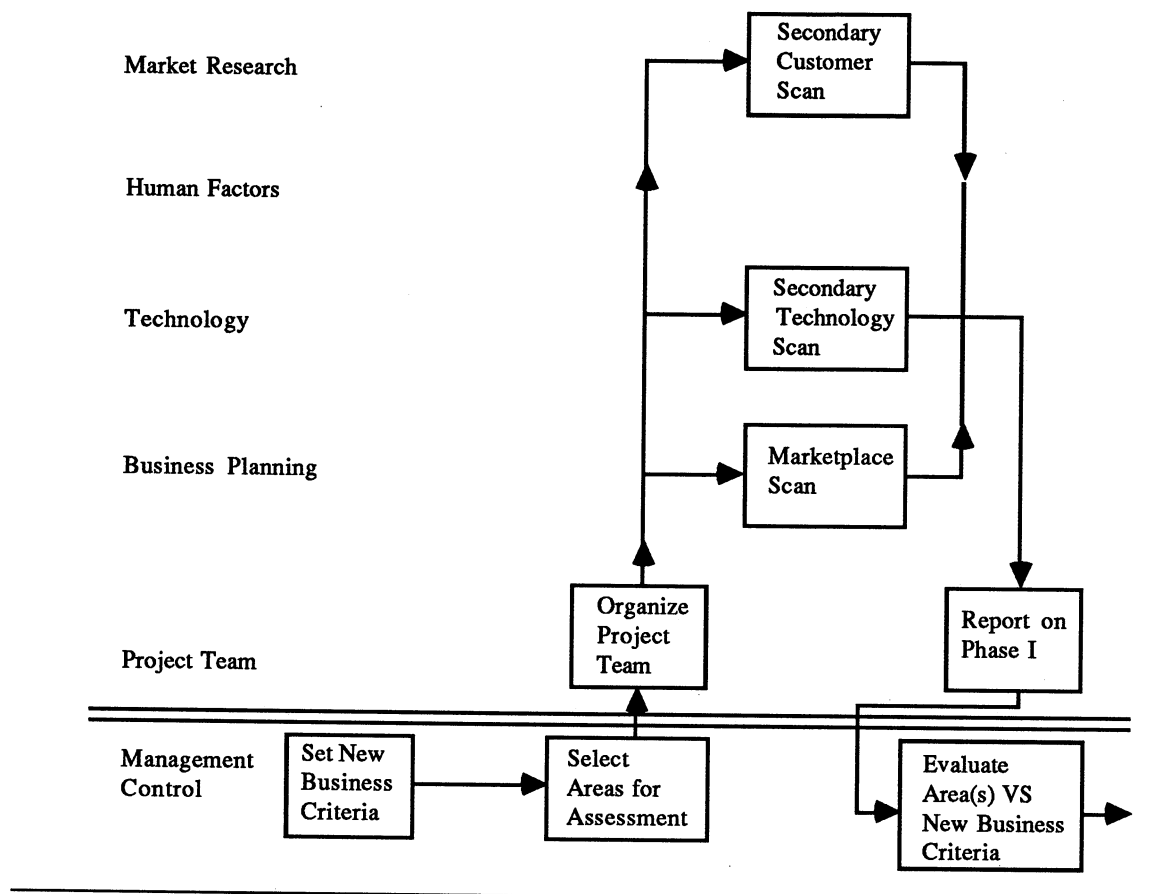 Market Research
Secondary
Customer
Scan
Human Factors
Technology
Secondary
Technology
Scan
Business Planning
Marketplace
Scan
Project Team
Organize
Project
Team
Report on
Phase I
Management
Control
Set New
Business
Criteria
Select
Areas for
Assessment
Evaluate
Area(s) VS
New Business
Criteria